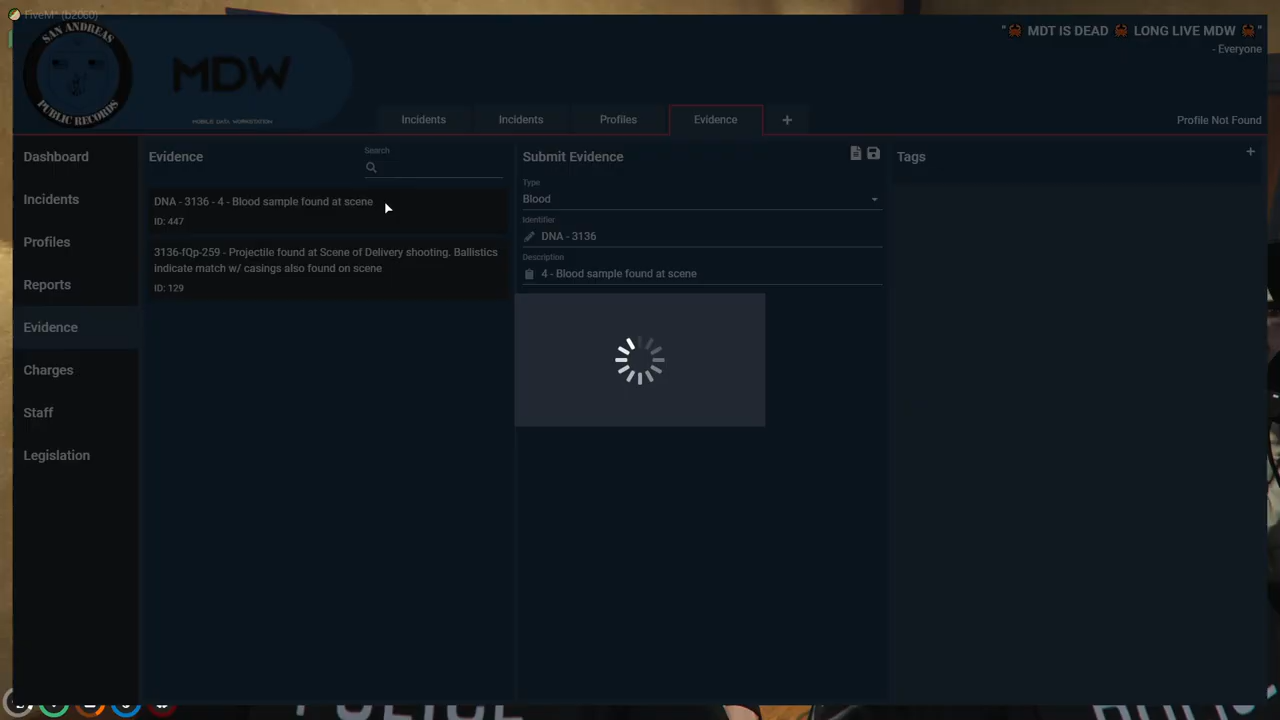 FiveM* (b2060)
SAN ANDREAS
PUBLIC RECORDS
MDW
MOBILE DATA WORKSTATION
" MDT IS DEAD LONG LIVE MDW "
- Everyone
Incidents
Incidents
Profiles
Evidence
+
Profile Not Found
Dashboard
Incidents
Profiles
Reports
Evidence
Charges
Staff
Legislation
Evidence
Search
DNA - 3136 - 4 - Blood sample found at scene
ID: 447
3136-fQp-259 - Projectile found at Scene of Delivery shooting. Ballistics
indicate match w/ casings also found on scene
ID: 129
Submit Evidence
Type
Blood
Identifier
DNA - 3136
Description
4 - Blood sample found at scene
Tags
+
POLICE